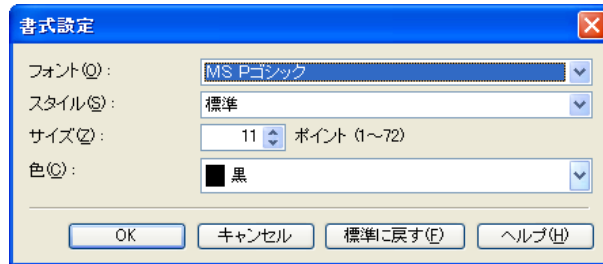 書式設定
フォント(O): MS Pゴシック
スタイル(S): 標準
サイズ(Z): 11 ポイント (1～72)
色(C): 黒
OK キャンセル 標準に戻す(F) ヘルプ(H)